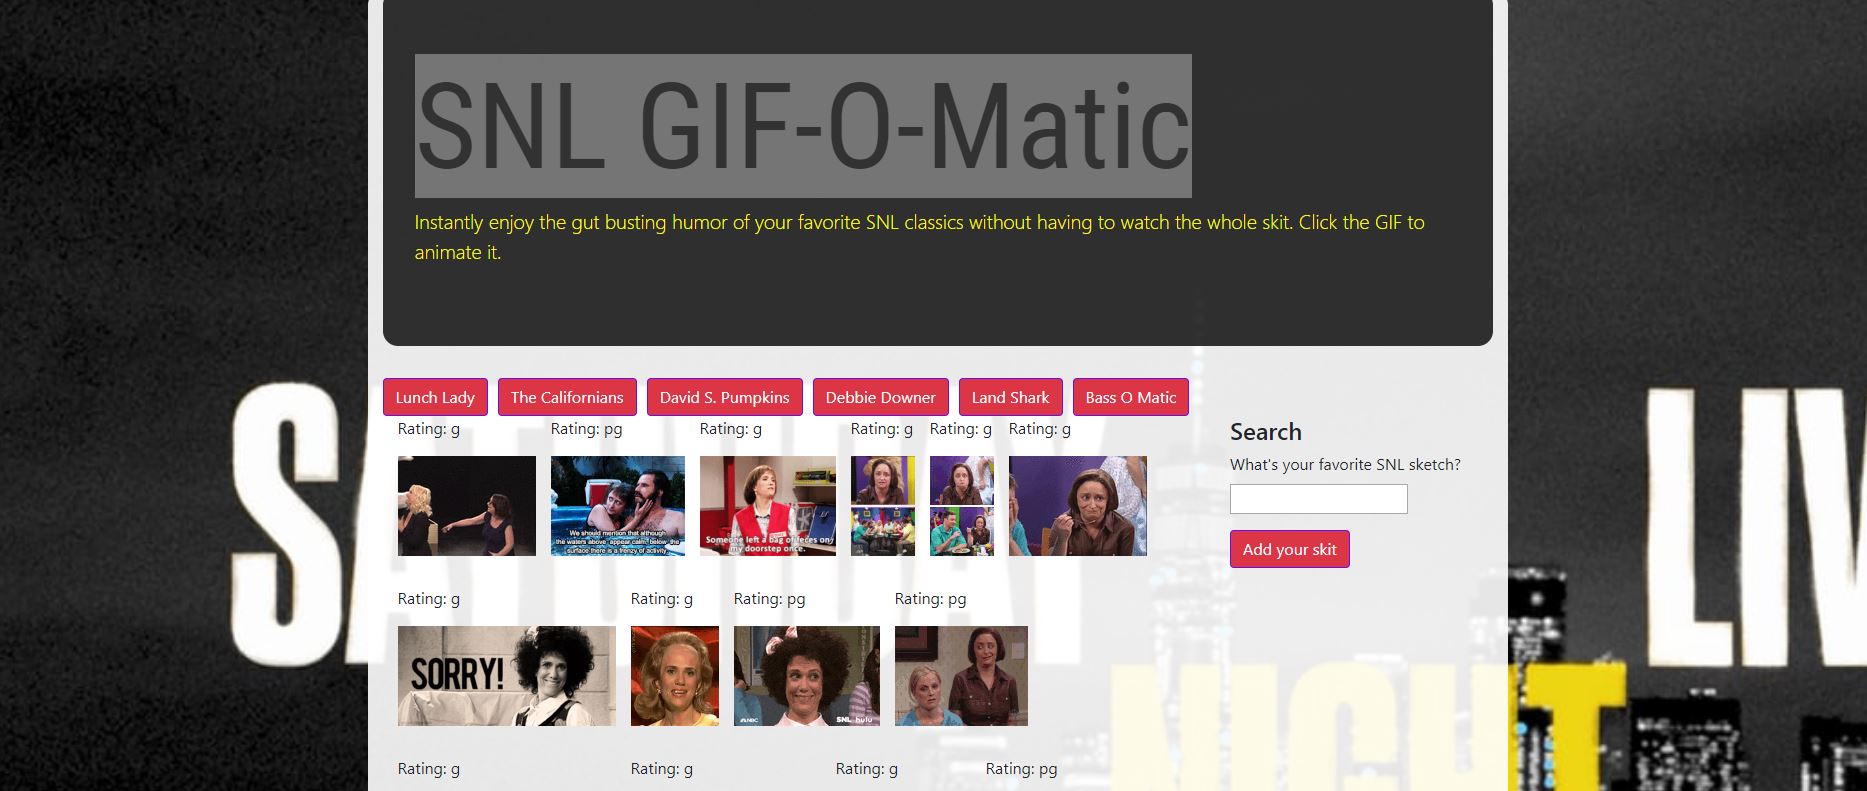 SNL GIF-O-Matic
Instantly enjoy the gut busting humor of your favorite SNL classics without having to watch the whole skit. Click the GIF to
animate it.
Lunch Lady The Californians David S. Pumpkins Debbie Downer Land Shark Bass O Matic
Rating: g Rating: pg Rating: g Rating: g Rating: g Rating: g
Search
What's your favorite SNL sketch?
We should mention that although
the waters above appear calm, below the
surface there is a frenzy of activity.
Someone left a bag of feces on
my doorstep once.
Add your skit
SATURDAY
LIV
Rating: g Rating: g Rating: pg Rating: pg
SORRY!
NBC SNL hulu
NIGHT
Rating: g Rating: g Rating: g Rating: pg